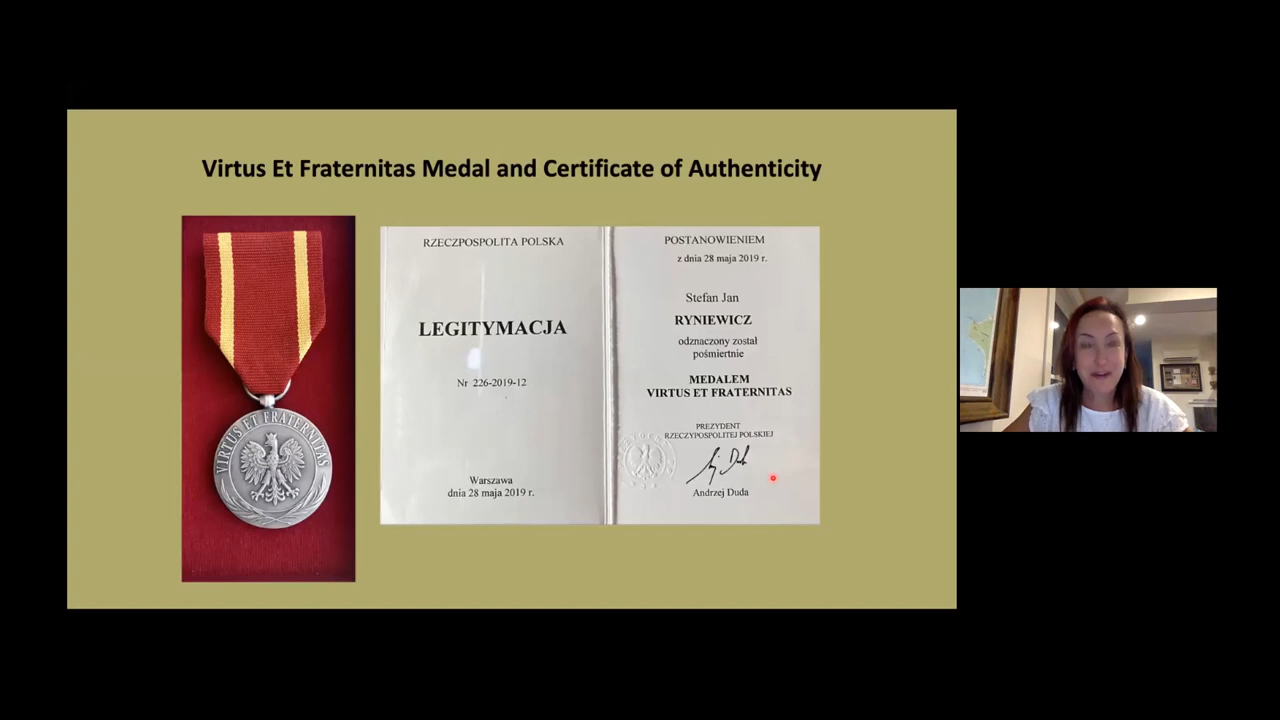 Virtus Et Fraternitas Medal and Certificate of Authenticity
VIRTUS ET FRATERNITAS
RZECZPOSPOLITA POLSKA
LEGITYMACJA
Nr 226-2019-12
Warszawa
dnia 28 maja 2019 r.
POSTANOWIENIEM
z dnia 28 maja 2019 r.
Stefan Jan
RYNIEWICZ
odznaczony został
pośmiertnie
MEDALEM
VIRTUS ET FRATERNITAS
PREZYDENT
RZECZYPOSPOLITEJ POLSKIEJ
Andrzej Duda